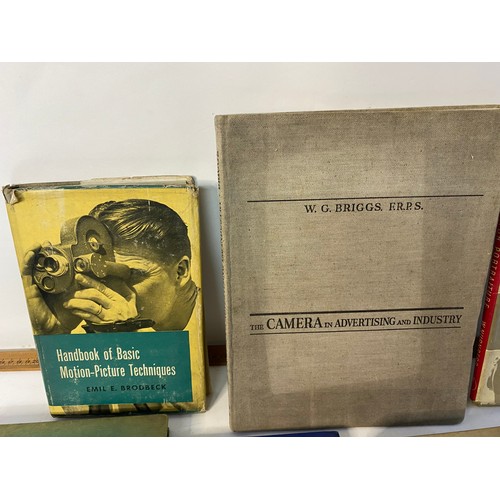 Handbook of Basic
Motion-Picture Techniques
EMIL E. BRODBECK
W. G. BRIGGS. F.R.P.S.
THE CAMERA IN ADVERTISING AND INDUSTRY